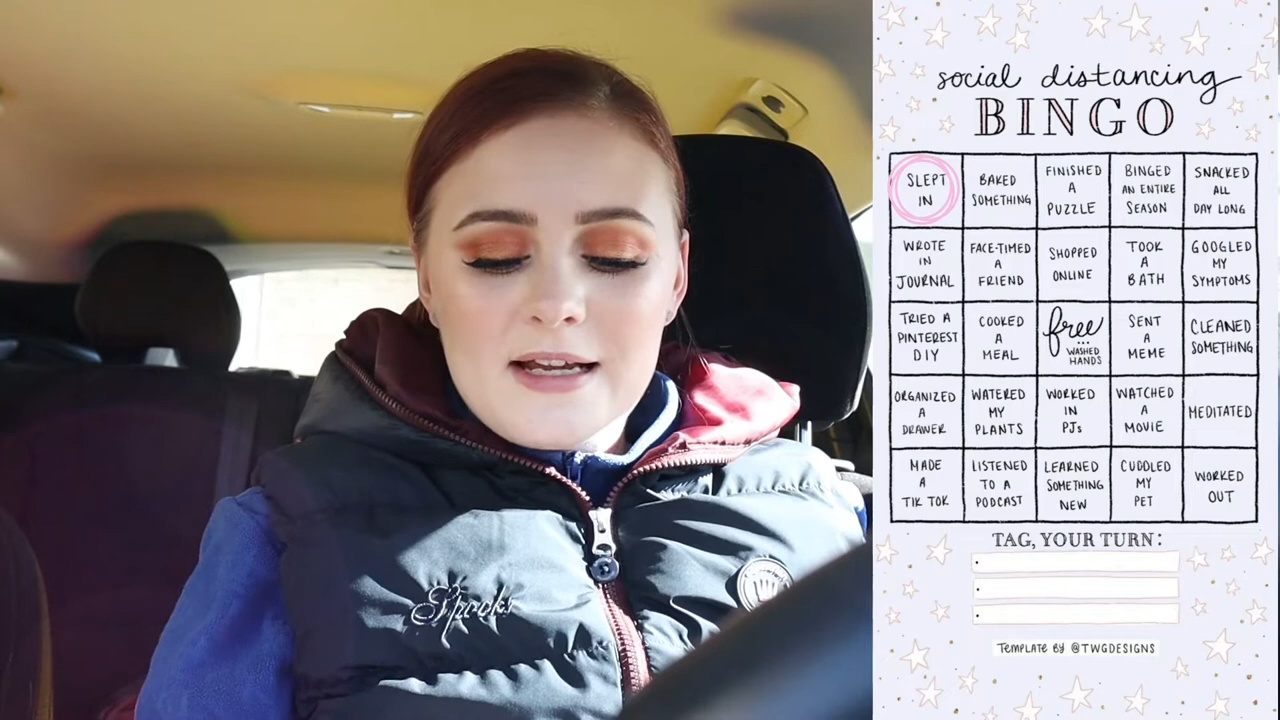 social distancing
BINGO
SLEPT
IN
BAKED
SOMETHING
FINISHED
A
PUZZLE
BINGED
AN ENTIRE
SEASON
SNACKED
ALL
DAY LONG
WROTE
IN
JOURNAL
FACE-TIMED
A
FRIEND
SHOPPED
ONLINE
TOOK
A
BATH
GOOGLED
MY
SYMPTOMS
TRIED A
PINTEREST
DIY
COOKED
A
MEAL
free
WASHED
HANDS
SENT
A
MEME
CLEANED
SOMETHING
ORGANIZED
A
DRAWER
WATERED
MY
PLANTS
WORKED
IN
PJs
WATCHED
A
MOVIE
MEDITATED
MADE
A
TIK TOK
LISTENED
TO A
PODCAST
LEARNED
SOMETHING
NEW
CUDDLED
MY
PET
WORKED
OUT
TAG, YOUR TURN:
TEMPLATE BY @TWGDESIGNS
Spooks